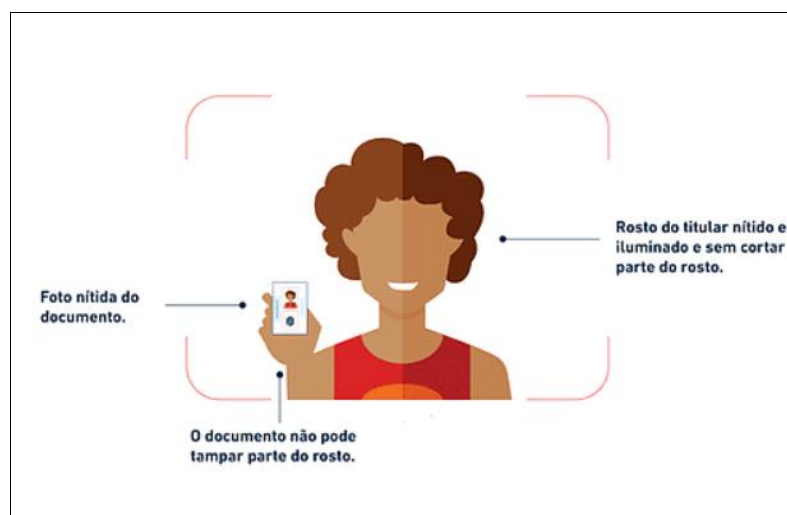 Rosto do titular nítido e
iluminado e sem cortar
parte do rosto.
Foto nítida do
documento.
O documento não pode
tampar parte do rosto.